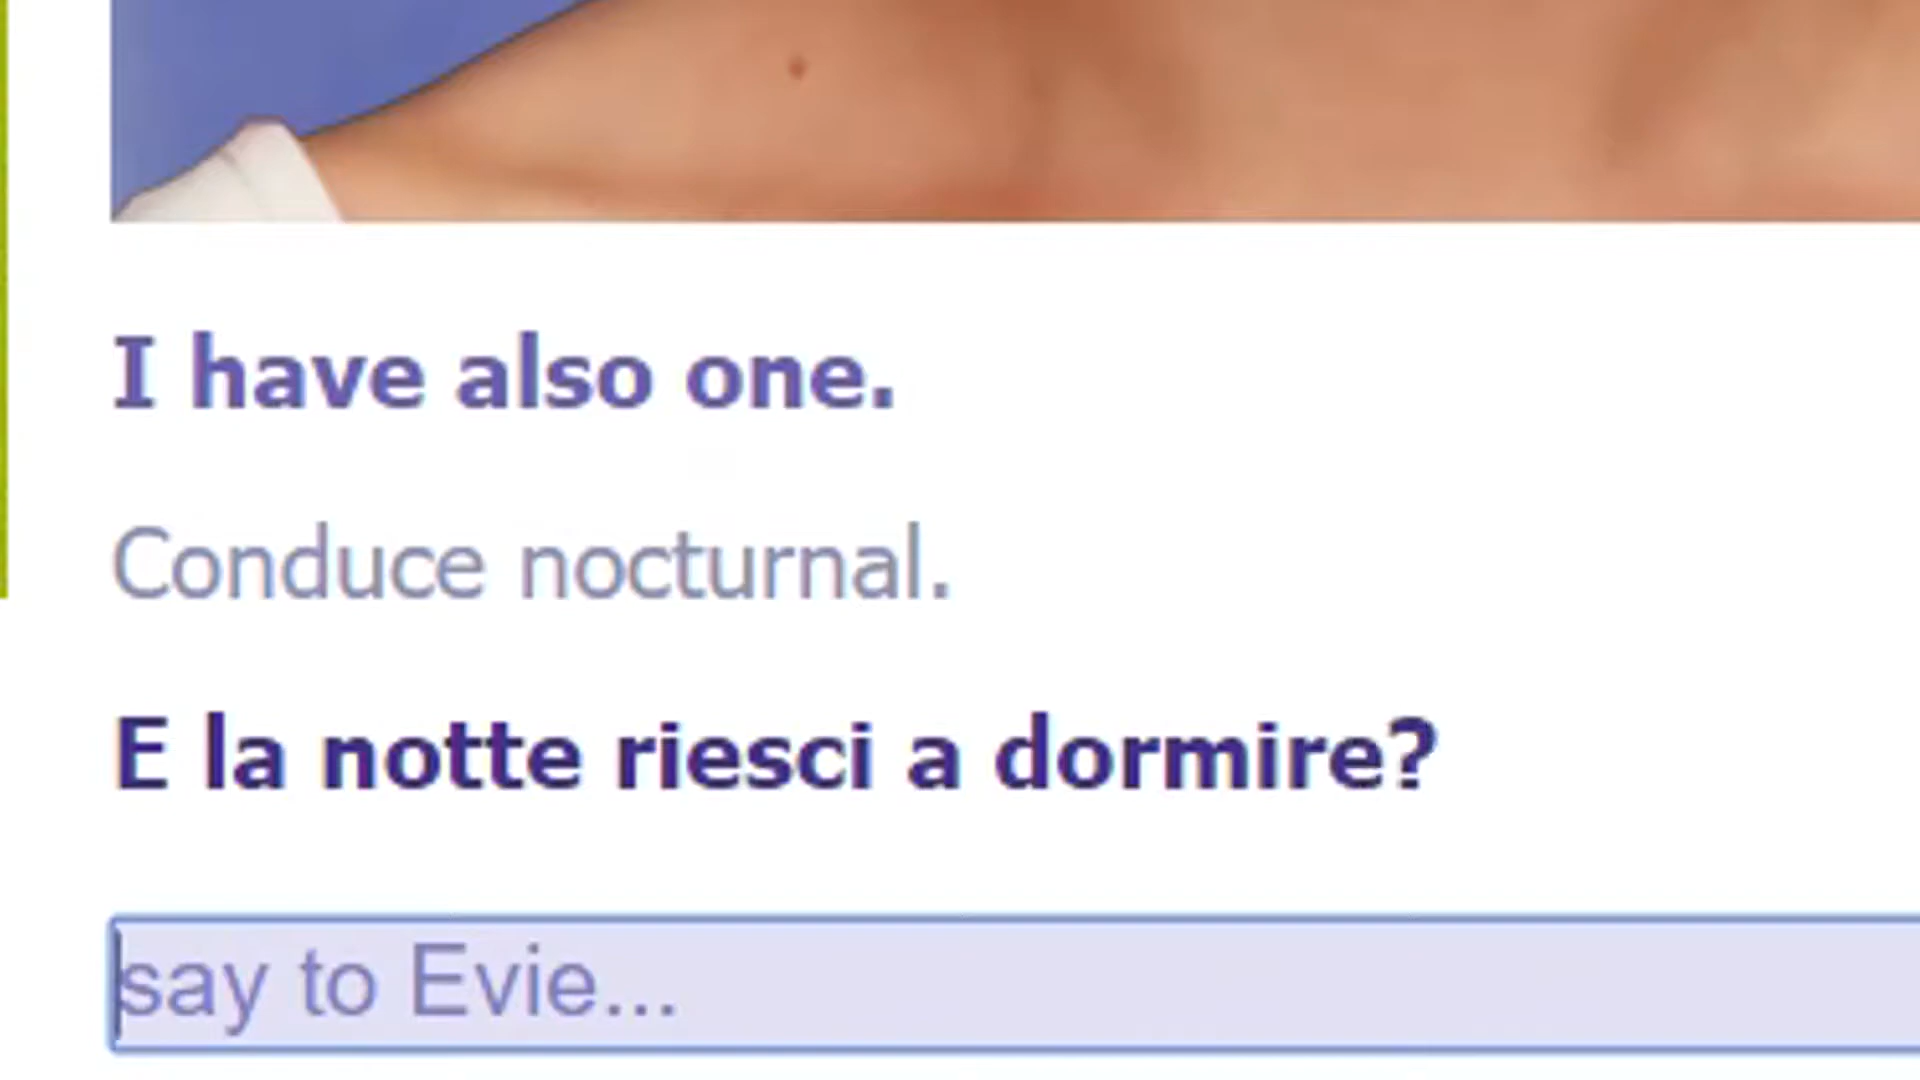 I have also one.
Conduce nocturnal.
E la notte riesci a dormire?
say to Evie...